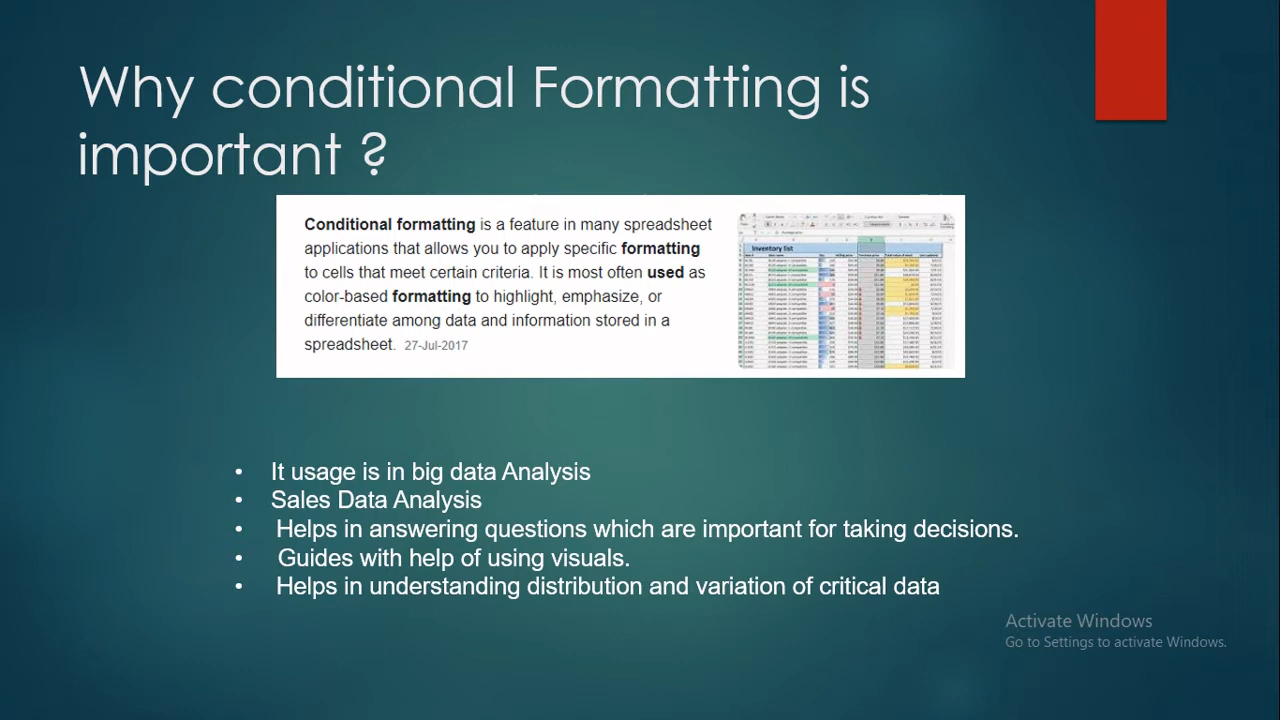 Why conditional Formatting is
important ?
Conditional formatting is a feature in many spreadsheet
applications that allows you to apply specific formatting
to cells that meet certain criteria. It is most often used as
color-based formatting to highlight, emphasize, or
differentiate among data and information stored in a
spreadsheet. 27-Jul-2017
Inventory list
• It usage is in big data Analysis
• Sales Data Analysis
• Helps in answering questions which are important for taking decisions.
• Guides with help of using visuals.
• Helps in understanding distribution and variation of critical data
Activate Windows
Go to Settings to activate Windows.